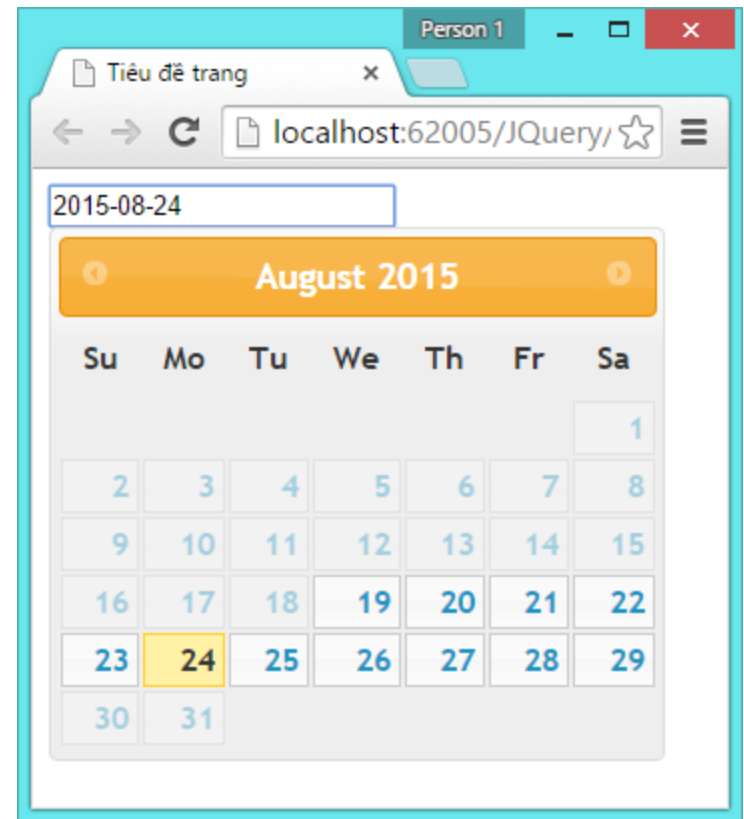 Person 1
Tiêu đề trang
localhost:62005/JQuery/
2015-08-24
August 2015
Su Mo Tu We Th Fr Sa
1
2 3 4 5 6 7 8
9 10 11 12 13 14 15
16 17 18 19 20 21 22
23 24 25 26 27 28 29
30 31